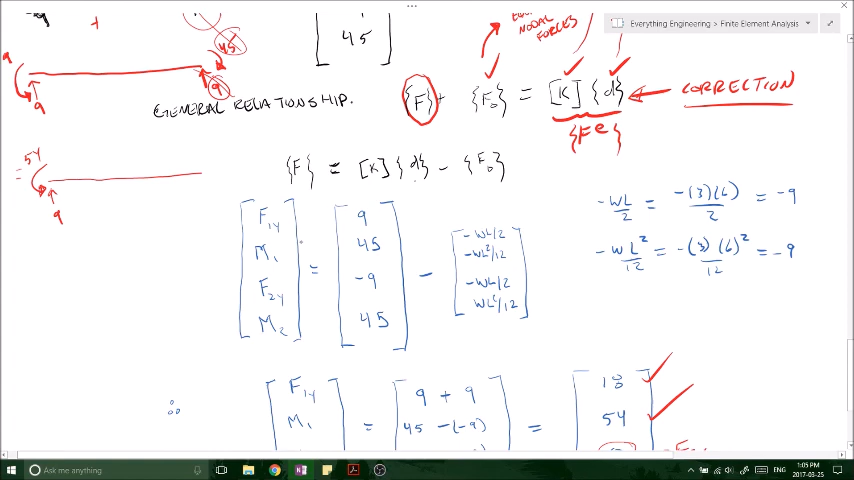 Everything Engineering > Finite Element Analysis
45
NODAL
FORCES
9
45
9
9
GENERAL RELATIONSHIP.
{F} + {F₀} = [K] {d}
CORRECTION
{Fe}
= 54
9
{F} = [K]{d} - {F₀}
-WL/2 = -(3)(6)/2 = -9
-WL²/12 = -(3)(6)²/12 = -9
F1y 9 -WL/2
M1 = 45 - -WL²/12
F2y -9 -WL/2
M2 45 WL²/12
∴
F1y 9 + 9 18
M1 = 45 -(-9) = 54
Ask me anything
ENG
1:05 PM
2017-03-25